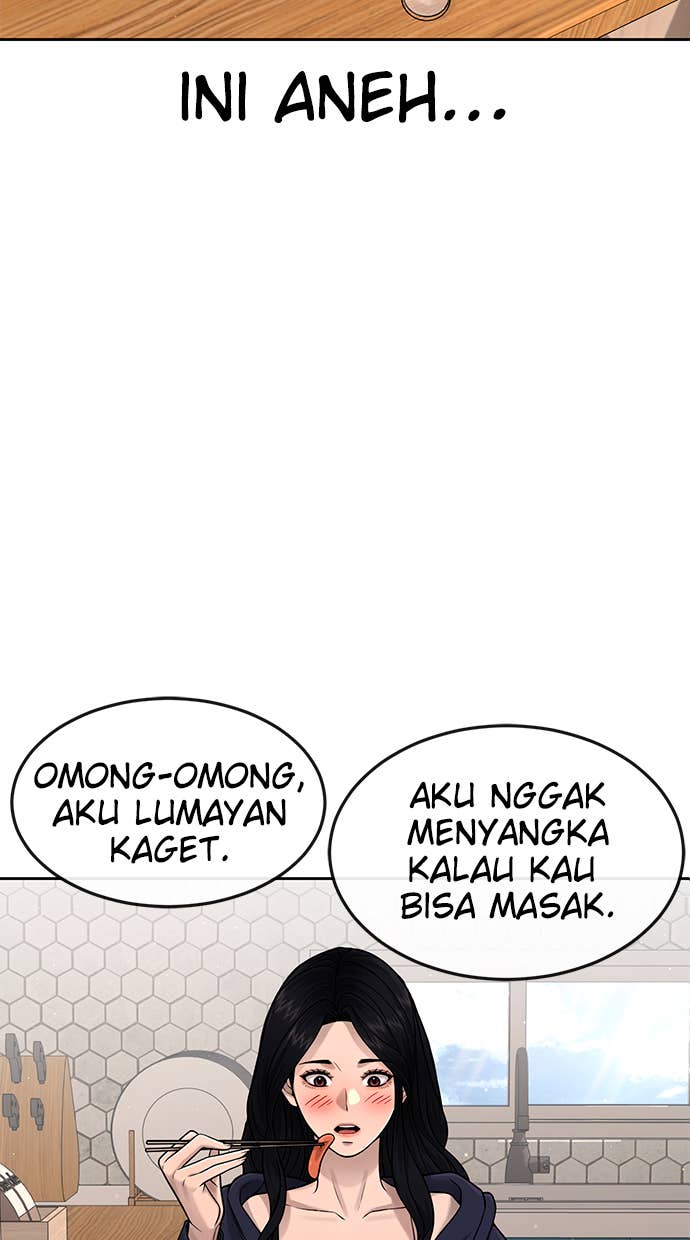 INI ANEH...
OMONG-OMONG,
AKU LUMAYAN
KAGET.
AKU NGGAK
MENYANGKA
KALAU KAU
BISA MASAK.